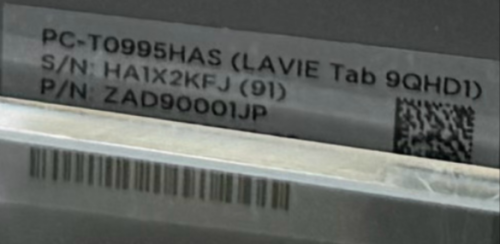 PC-T0995HAS (LAVIE Tab 9QHD1)
S/N: HA1X2KFJ (91)
P/N: ZAD90001JP